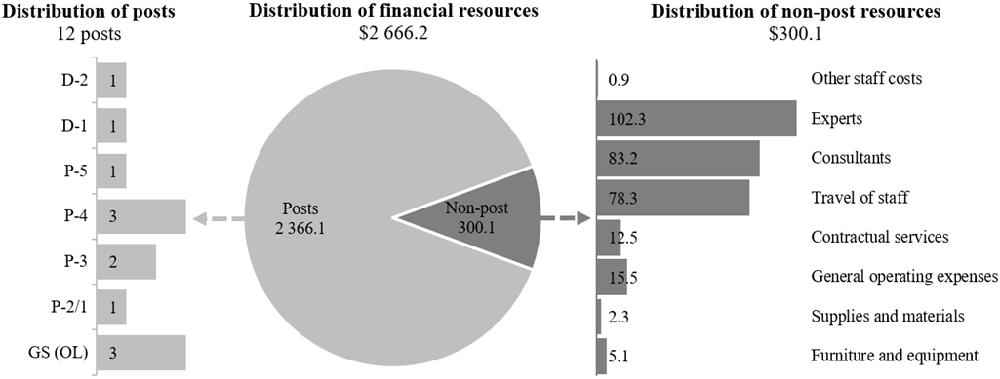 Distribution of posts
12 posts
D-2 1
D-1 1
P-5 1
P-4 3
P-3 2
P-2/1 1
GS (OL) 3
Distribution of financial resources
$2 666.2
Posts
2 366.1
Non-post
300.1
Distribution of non-post resources
$300.1
0.9 Other staff costs
102.3 Experts
83.2 Consultants
78.3 Travel of staff
12.5 Contractual services
15.5 General operating expenses
2.3 Supplies and materials
5.1 Furniture and equipment